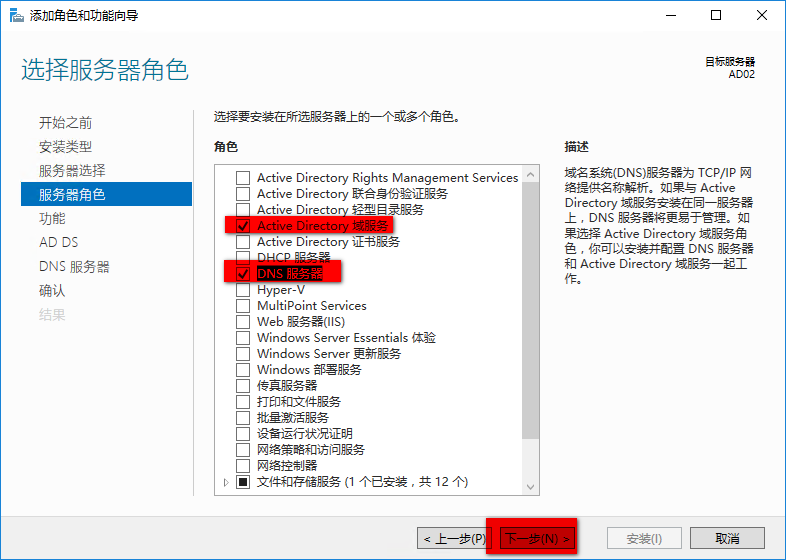 添加角色和功能向导
选择服务器角色
目标服务器
AD02
开始之前
安装类型
服务器选择
服务器角色
功能
AD DS
DNS 服务器
确认
结果
选择要安装在所选服务器上的一个或多个角色。
角色
Active Directory Rights Management Services
Active Directory 联合身份验证服务
Active Directory 轻型目录服务
Active Directory 域服务
Active Directory 证书服务
DHCP 服务器
DNS 服务器
Hyper-V
MultiPoint Services
Web 服务器(IIS)
Windows Server Essentials 体验
Windows Server 更新服务
Windows 部署服务
传真服务器
打印和文件服务
批量激活服务
设备运行状况证明
网络策略和访问服务
网络控制器
文件和存储服务 (1 个已安装，共 12 个)
描述
域名系统(DNS)服务器为 TCP/IP 网
络提供名称解析。如果与 Active
Directory 域服务安装在同一服务器
上，DNS 服务器将更易于管理。如
果选择 Active Directory 域服务角
色，你可以安装并配置 DNS 服务器
和 Active Directory 域服务一起工
作。
< 上一步(P)
下一步(N) >
安装(I)
取消